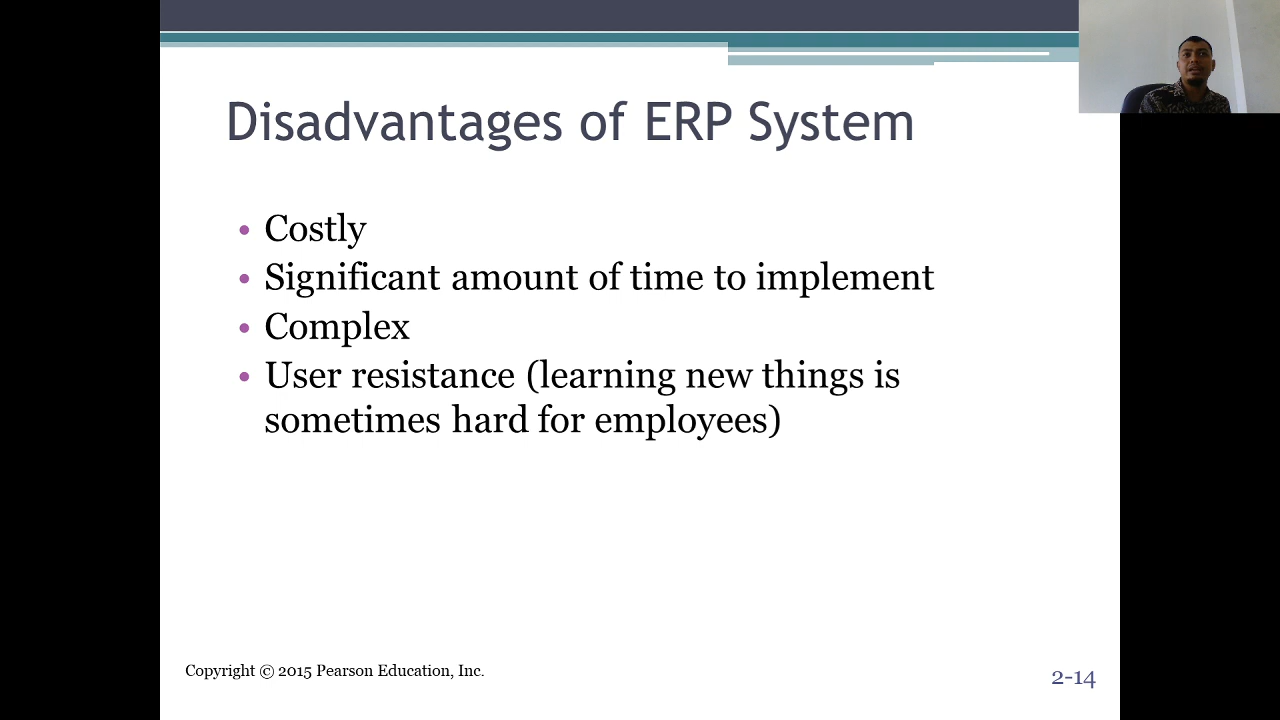 Disadvantages of ERP System
• Costly
• Significant amount of time to implement
• Complex
• User resistance (learning new things is
sometimes hard for employees)
Copyright © 2015 Pearson Education, Inc.
2-14